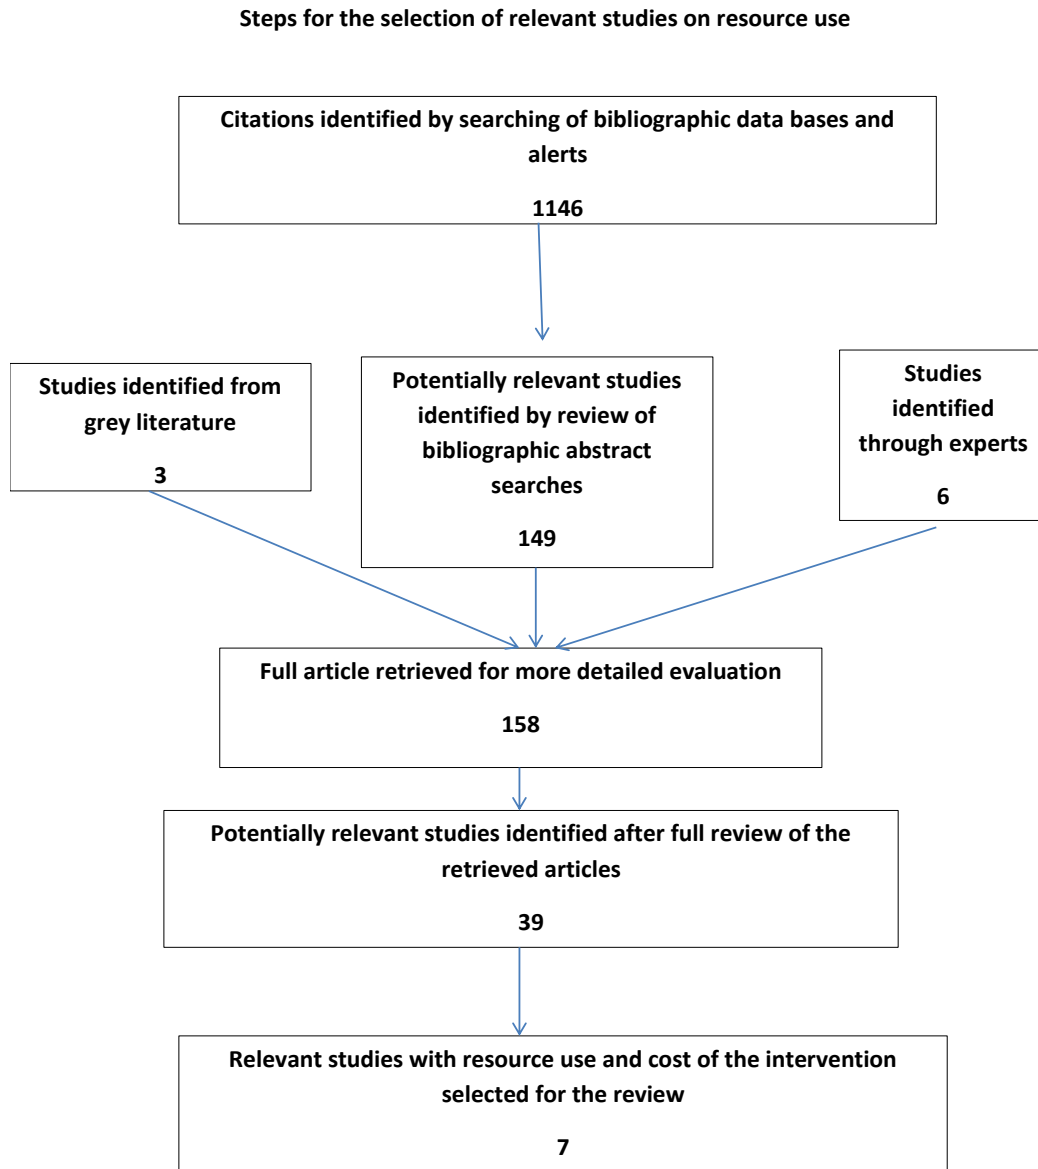 Steps for the selection of relevant studies on resource use
Citations identified by searching of bibliographic data bases and
alerts
1146
Studies identified from
grey literature
3
Potentially relevant studies
identified by review of
bibliographic abstract
searches
149
Studies
identified
through experts
6
Full article retrieved for more detailed evaluation
158
Potentially relevant studies identified after full review of the
retrieved articles
39
Relevant studies with resource use and cost of the intervention
selected for the review
7